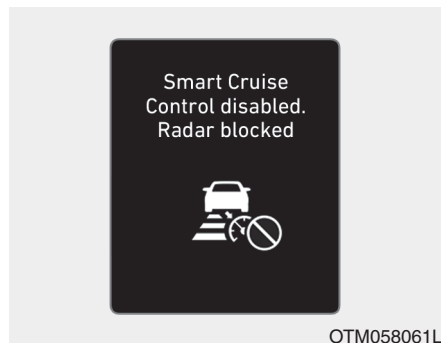 Smart Cruise
Control disabled.
Radar blocked
OTM058061L